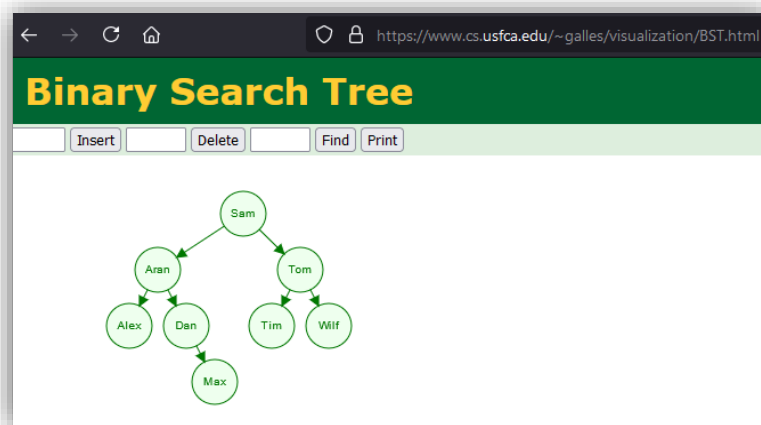 https://www.cs.usfca.edu/~galles/visualization/BST.html
Binary Search Tree
Insert Delete Find Print
Sam
Aran Tom
Alex Dan Tim Wilf
Max